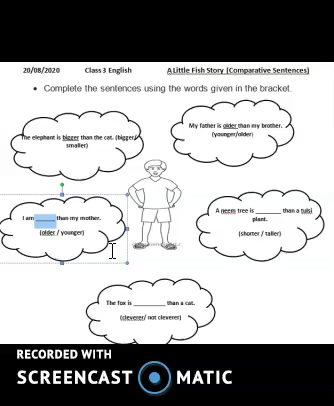 20/08/2020 Class 3 English A Little Fish Story (Comparative Sentences)
• Complete the sentences using the words given in the bracket.
The elephant is bigger than the cat. (bigger/
smaller)
My father is older than my brother.
(younger/older)
I am ______ than my mother.
(older / younger)
A neem tree is ________ than a tulsi
plant.
(shorter / taller)
The fox is __________ than a cat.
(cleverer/ not cleverer)
RECORDED WITH
SCREENCAST MATIC